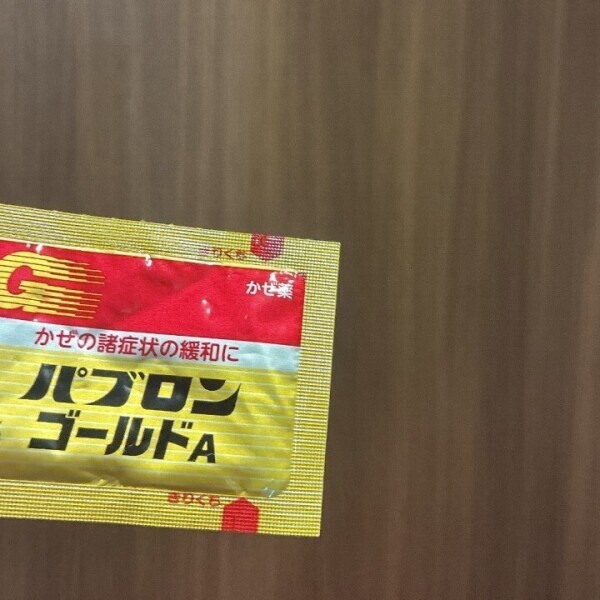 きりくち
G
かぜ薬
かぜの諸症状の緩和に
パブロン
ゴールドA
きりくち